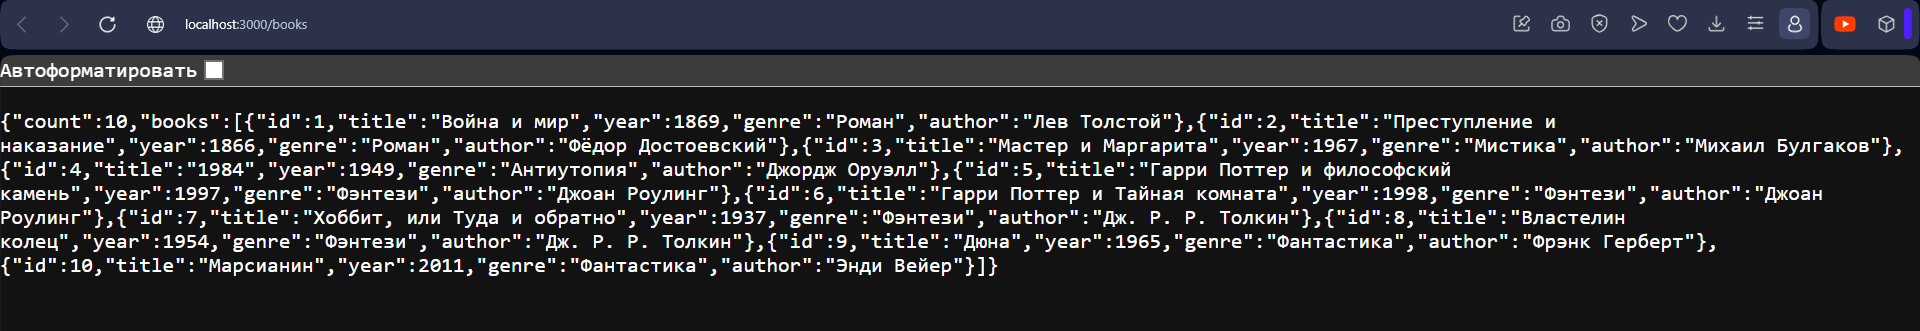 localhost:3000/books
Автоформатировать
{"count":10,"books":[{"id":1,"title":"Война и мир","year":1869,"genre":"Роман","author":"Лев Толстой"},{"id":2,"title":"Преступление и
наказание","year":1866,"genre":"Роман","author":"Фёдор Достоевский"},{"id":3,"title":"Мастер и Маргарита","year":1967,"genre":"Мистика","author":"Михаил Булгаков"},
{"id":4,"title":"1984","year":1949,"genre":"Антиутопия","author":"Джордж Оруэлл"},{"id":5,"title":"Гарри Поттер и философский
камень","year":1997,"genre":"Фэнтези","author":"Джоан Роулинг"},{"id":6,"title":"Гарри Поттер и Тайная комната","year":1998,"genre":"Фэнтези","author":"Джоан
Роулинг"},{"id":7,"title":"Хоббит, или Туда и обратно","year":1937,"genre":"Фэнтези","author":"Дж. Р. Р. Толкин"},{"id":8,"title":"Властелин
колец","year":1954,"genre":"Фэнтези","author":"Дж. Р. Р. Толкин"},{"id":9,"title":"Дюна","year":1965,"genre":"Фантастика","author":"Фрэнк Герберт"},
{"id":10,"title":"Марсианин","year":2011,"genre":"Фантастика","author":"Энди Вейер"}]}